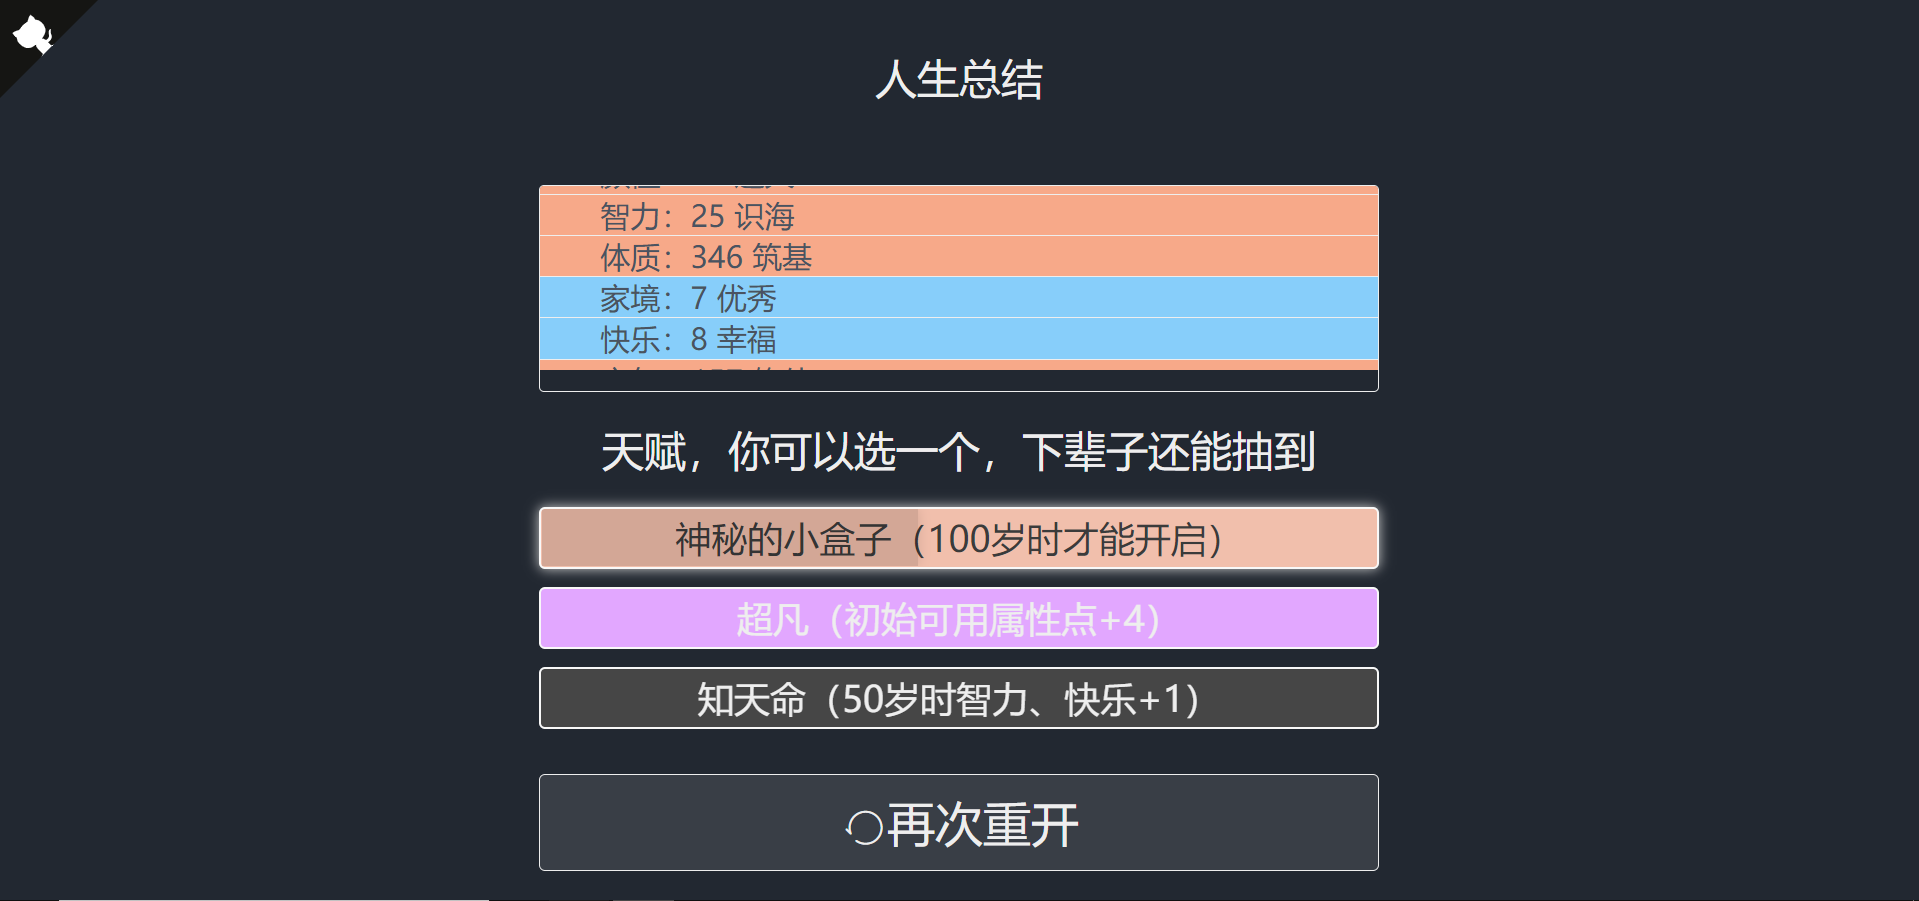 人生总结
智力：25 识海
体质：346 筑基
家境：7 优秀
快乐：8 幸福
天赋，你可以选一个，下辈子还能抽到
神秘的小盒子（100岁时才能开启）
超凡（初始可用属性点+4）
知天命（50岁时智力、快乐+1）
再次重开